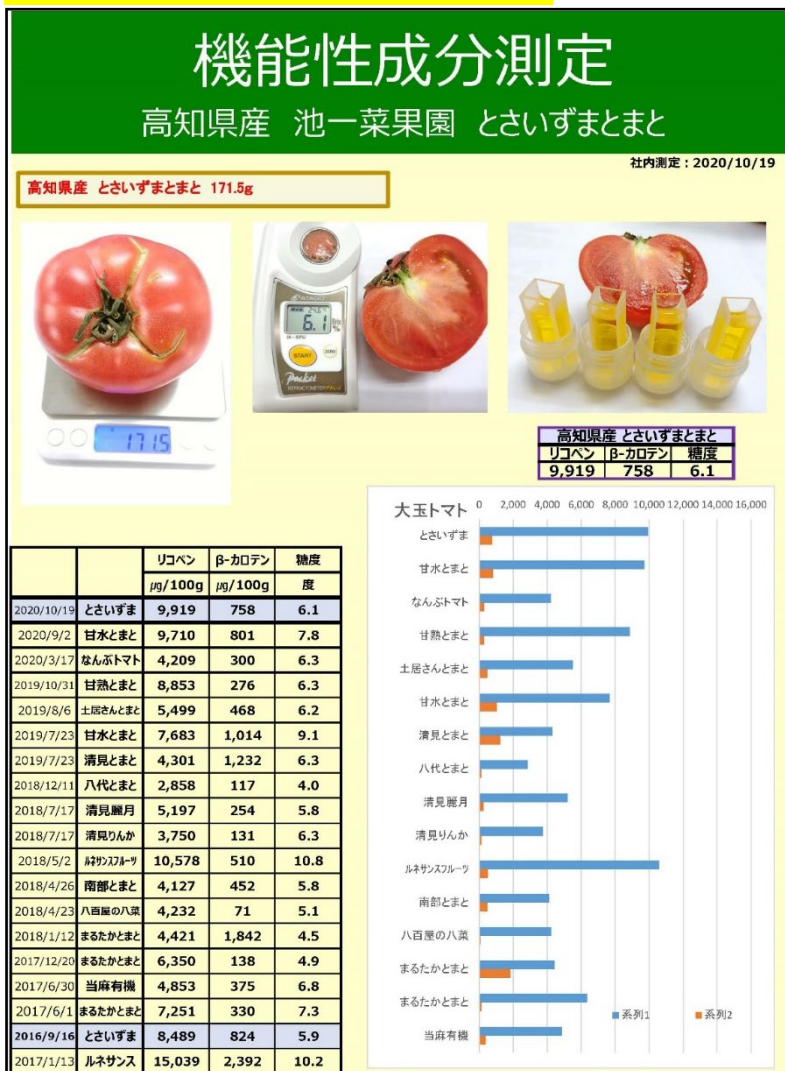 機能性成分測定
高知県産 池一菜果園 とさいずまとまと
社内測定：2020/10/19
高知県産 とさいずまとまと 171.5g
ATAGO
6.1
START
ZERO
Pocket
REFRACTOMETER
171.5
高知県産 とさいずまとまと
リコペン β-カロテン 糖度
9,919 758 6.1
リコペン β-カロテン 糖度
μg/100g μg/100g 度
2020/10/19 とさいずま 9,919 758 6.1
2020/9/2 甘水とまと 9,710 801 7.8
2020/3/17 なんぶトマト 4,209 300 6.3
2019/10/31 甘熟とまと 8,853 276 6.3
2019/8/6 土居さんとまと 5,499 468 6.2
2019/7/23 甘水とまと 7,683 1,014 9.1
2019/7/23 清見とまと 4,301 1,232 6.3
2018/12/11 八代とまと 2,858 117 4.0
2018/7/17 清見麗月 5,197 254 5.8
2018/7/17 清見りんか 3,750 131 6.3
2018/5/2 ルネサンスフルーツ 10,578 510 10.8
2018/4/26 南部とまと 4,127 452 5.8
2018/4/23 八百屋の八菜 4,232 71 5.1
2018/1/12 まるたかとまと 4,421 1,842 4.5
2017/12/20 まるたかとまと 6,350 138 4.9
2017/6/30 当麻有機 4,853 375 6.8
2017/6/1 まるたかとまと 7,251 330 7.3
2016/9/16 とさいずま 8,489 824 5.9
2017/1/13 ルネサンス 15,039 2,392 10.2
大玉トマト
0 2,000 4,000 6,000 8,000 10,000 12,000 14,000 16,000
とさいずま
甘水とまと
なんぶトマト
甘熟とまと
土居さんとまと
甘水とまと
清見とまと
八代とまと
清見麗月
清見りんか
ルネサンスフルーツ
南部とまと
八百屋の八菜
まるたかとまと
まるたかとまと
当麻有機
系列1 系列2